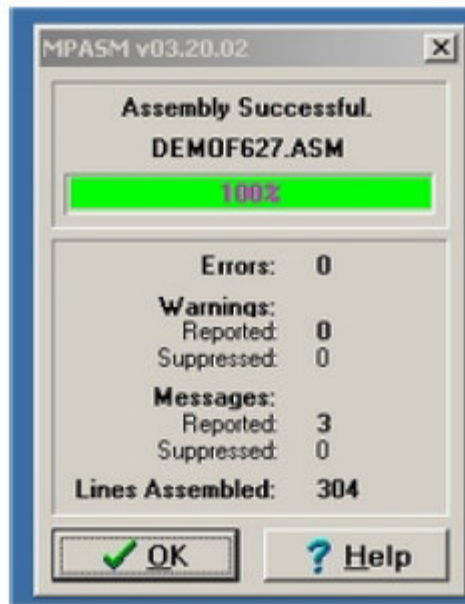 MPASM v03.20.02
Assembly Successful.
DEMOF627.ASM
100%
Errors: 0
Warnings:
Reported: 0
Suppressed: 0
Messages:
Reported: 3
Suppressed: 0
Lines Assembled: 304
OK
? Help